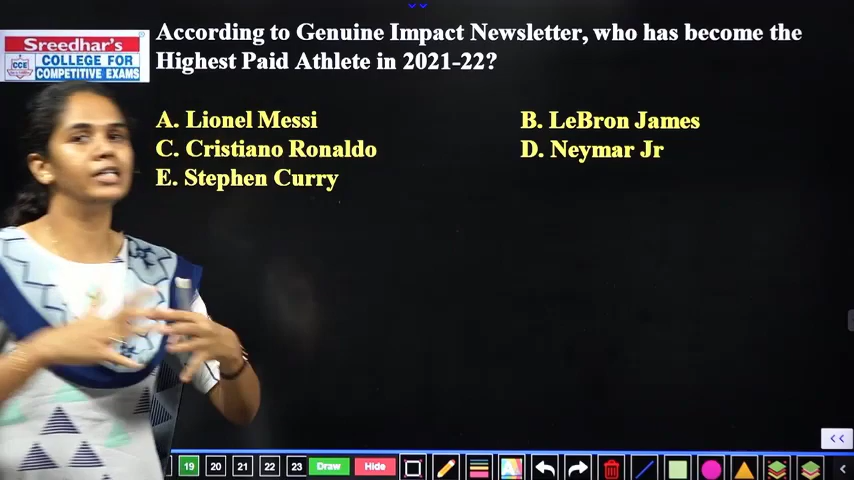 According to Genuine Impact Newsletter, who has become the
Highest Paid Athlete in 2021-22?
Sreedhar's
CCE
COLLEGE FOR
COMPETITIVE EXAMS
A. Lionel Messi
B. LeBron James
C. Cristiano Ronaldo
D. Neymar Jr
E. Stephen Curry
19 20 21 22 23 Draw Hide